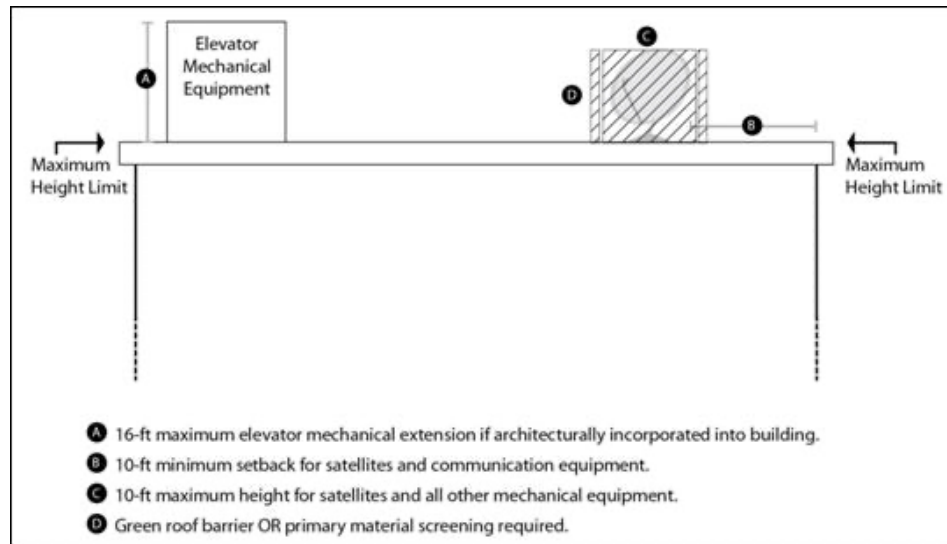 Elevator
Mechanical
Equipment
A
C
D
B
Maximum
Height Limit
Maximum
Height Limit
A 16-ft maximum elevator mechanical extension if architecturally incorporated into building.
B 10-ft minimum setback for satellites and communication equipment.
C 10-ft maximum height for satellites and all other mechanical equipment.
D Green roof barrier OR primary material screening required.